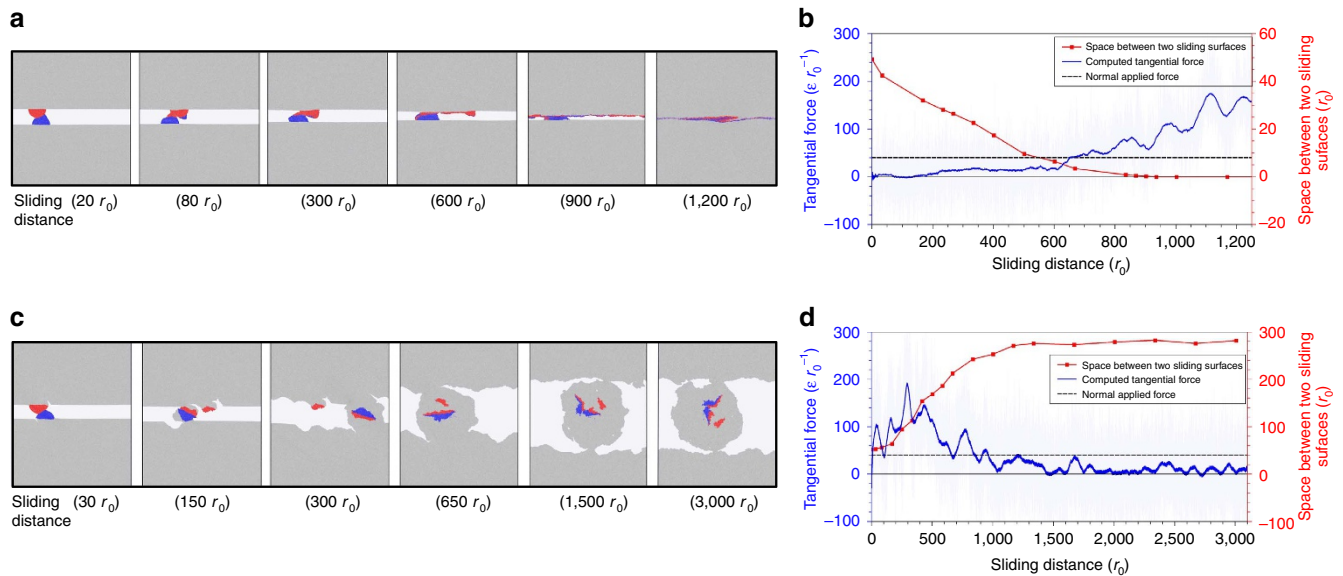 a
Sliding distance (20 r0) (80 r0) (300 r0) (600 r0) (900 r0) (1,200 r0)
b
300
200
100
0
−100
Tangential force (ε r0−1)
60
40
20
0
−20
Space between two sliding
sufaces (r0)
Space between two sliding surfaces
Computed tangential force
Normal applied force
0 200 400 600 800 1,000 1,200
Sliding distance (r0)
c
Sliding distance (30 r0) (150 r0) (300 r0) (650 r0) (1,500 r0) (3,000 r0)
d
300
200
100
0
−100
Tangential force (ε r0−1)
300
250
200
150
100
50
0
−100
Space between two sliding
sufaces (r0)
Space between two sliding surfaces
Computed tangential force
Normal applied force
0 500 1,000 1,500 2,000 2,500 3,000
Sliding distance (r0)